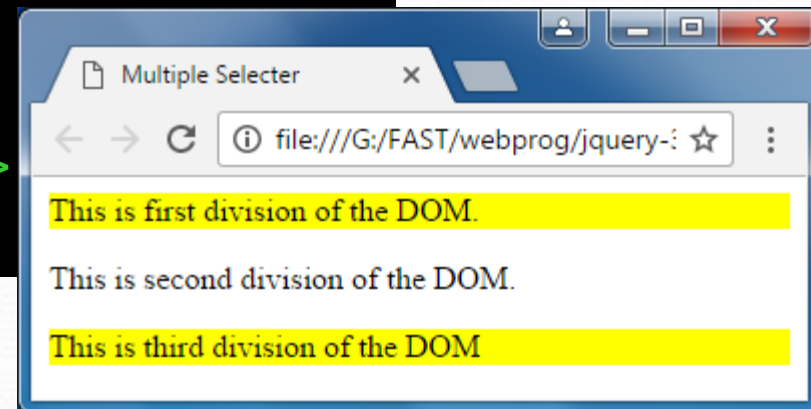 Multiple Selecter
file:///G:/FAST/webprog/jquery-3
>
This is first division of the DOM.
This is second division of the DOM.
This is third division of the DOM